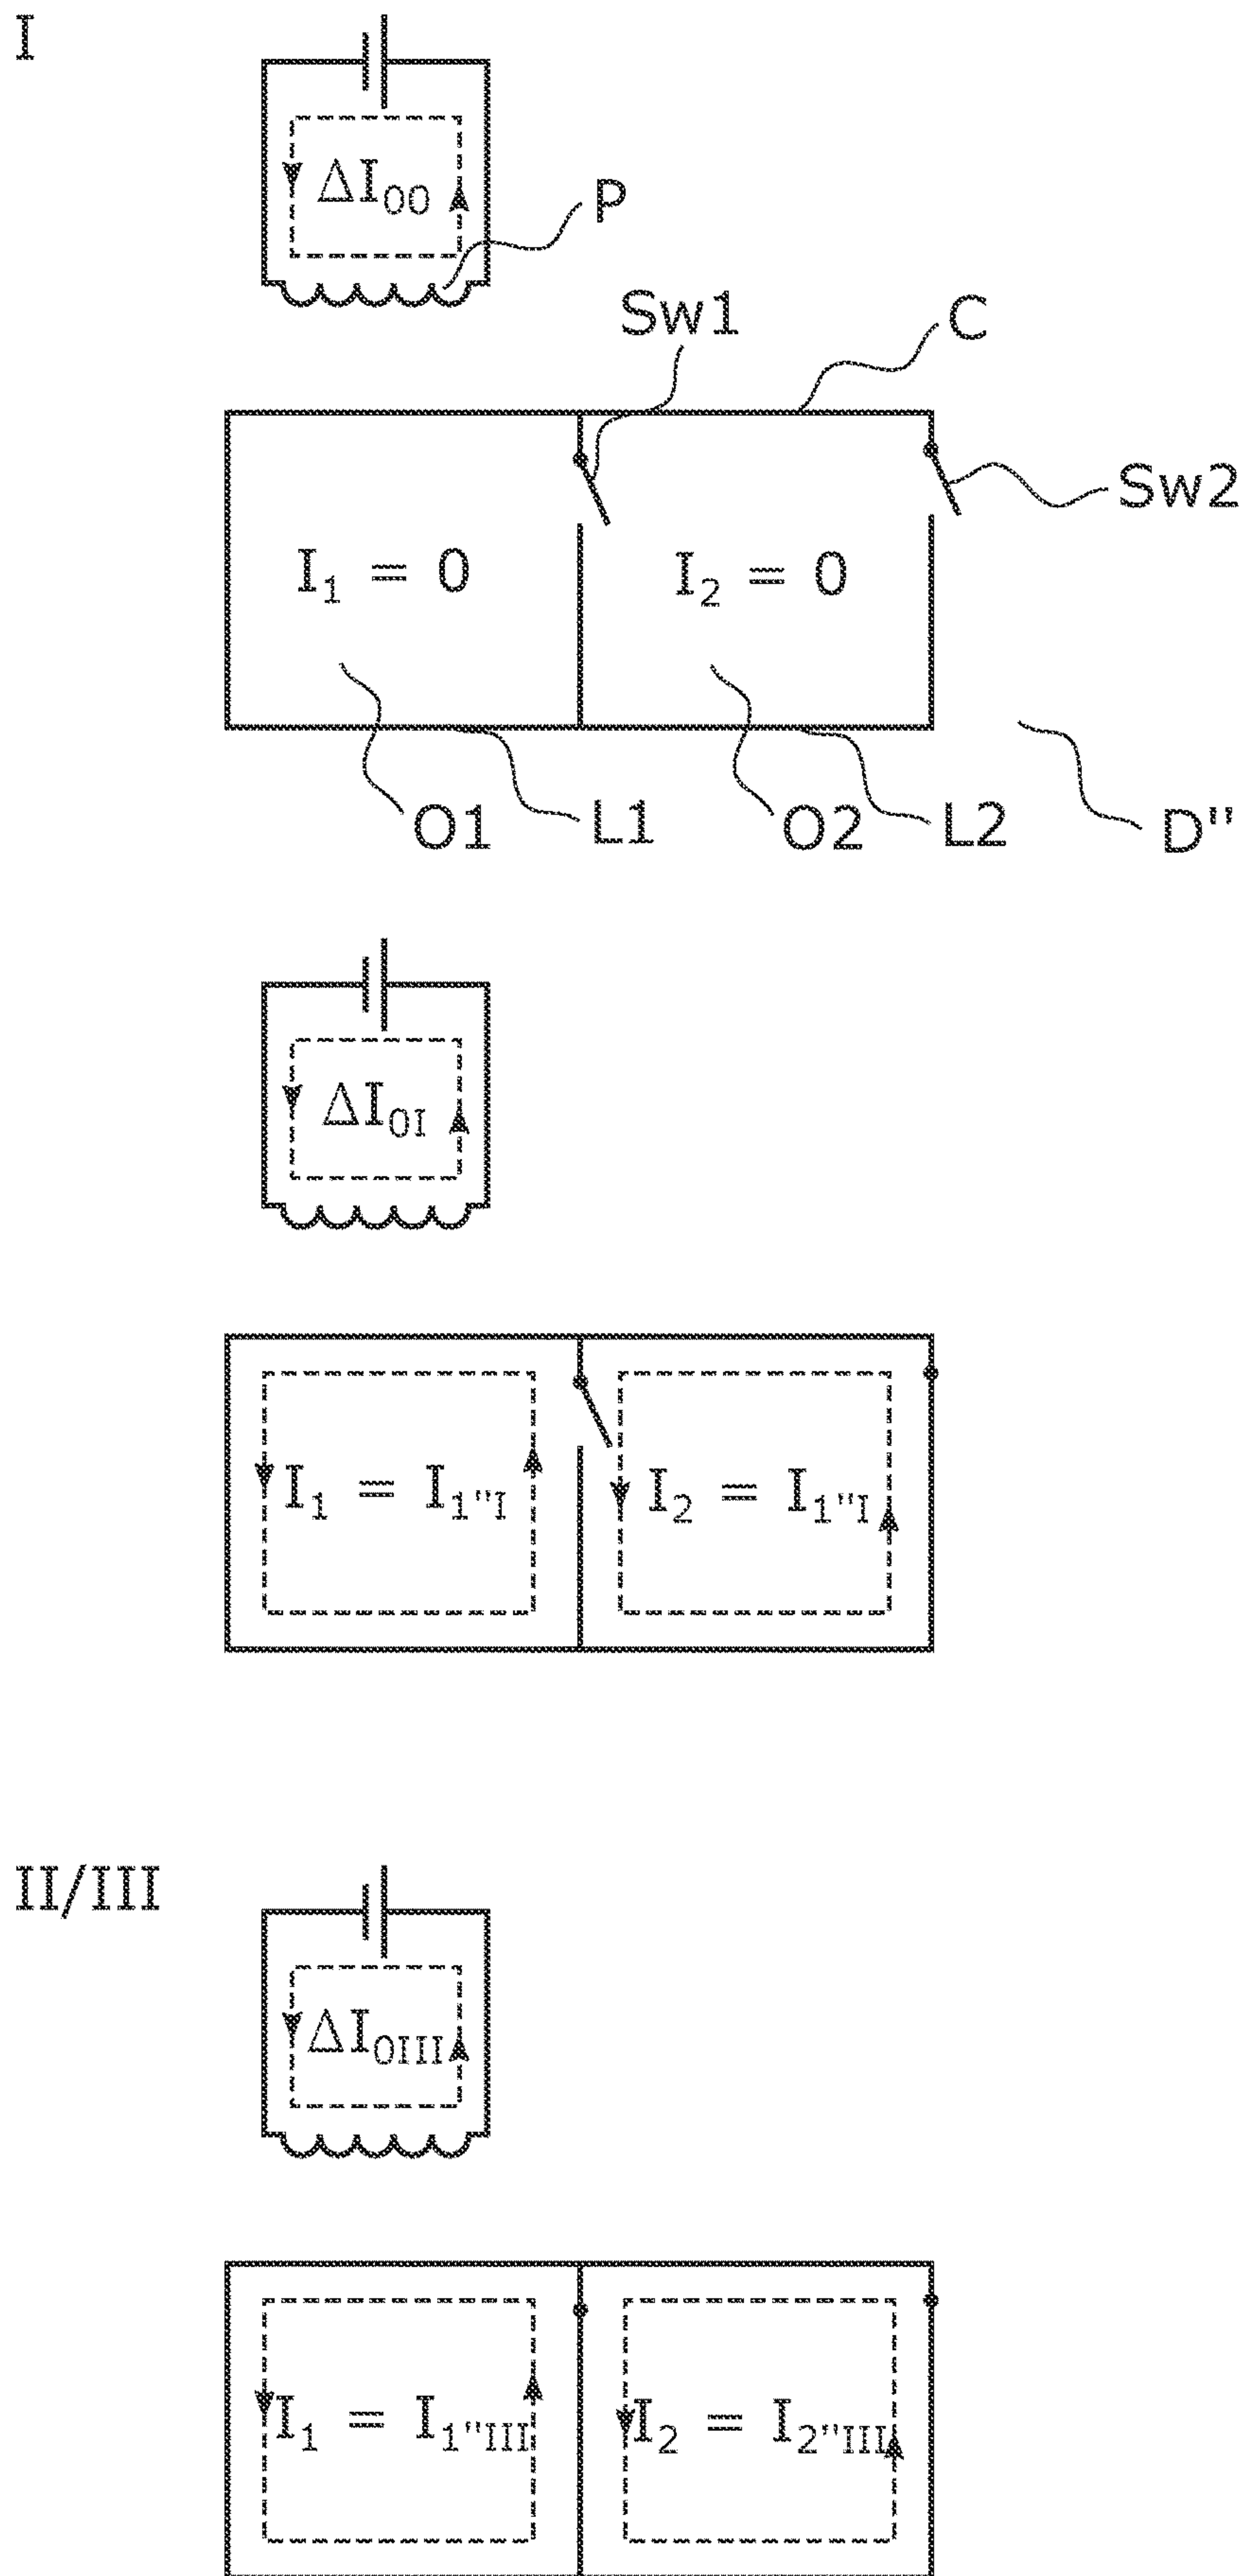 I
ΔI₀₀
P
Sw1
C
Sw2
I₁ = 0
I₂ = 0
O1
L1
O2
L2
D"
ΔI₀I
I₁ = I₁"I
I₂ = I₁"I
II/III
ΔI₀III
I₁ = I₁"III
I₂ = I₂"III